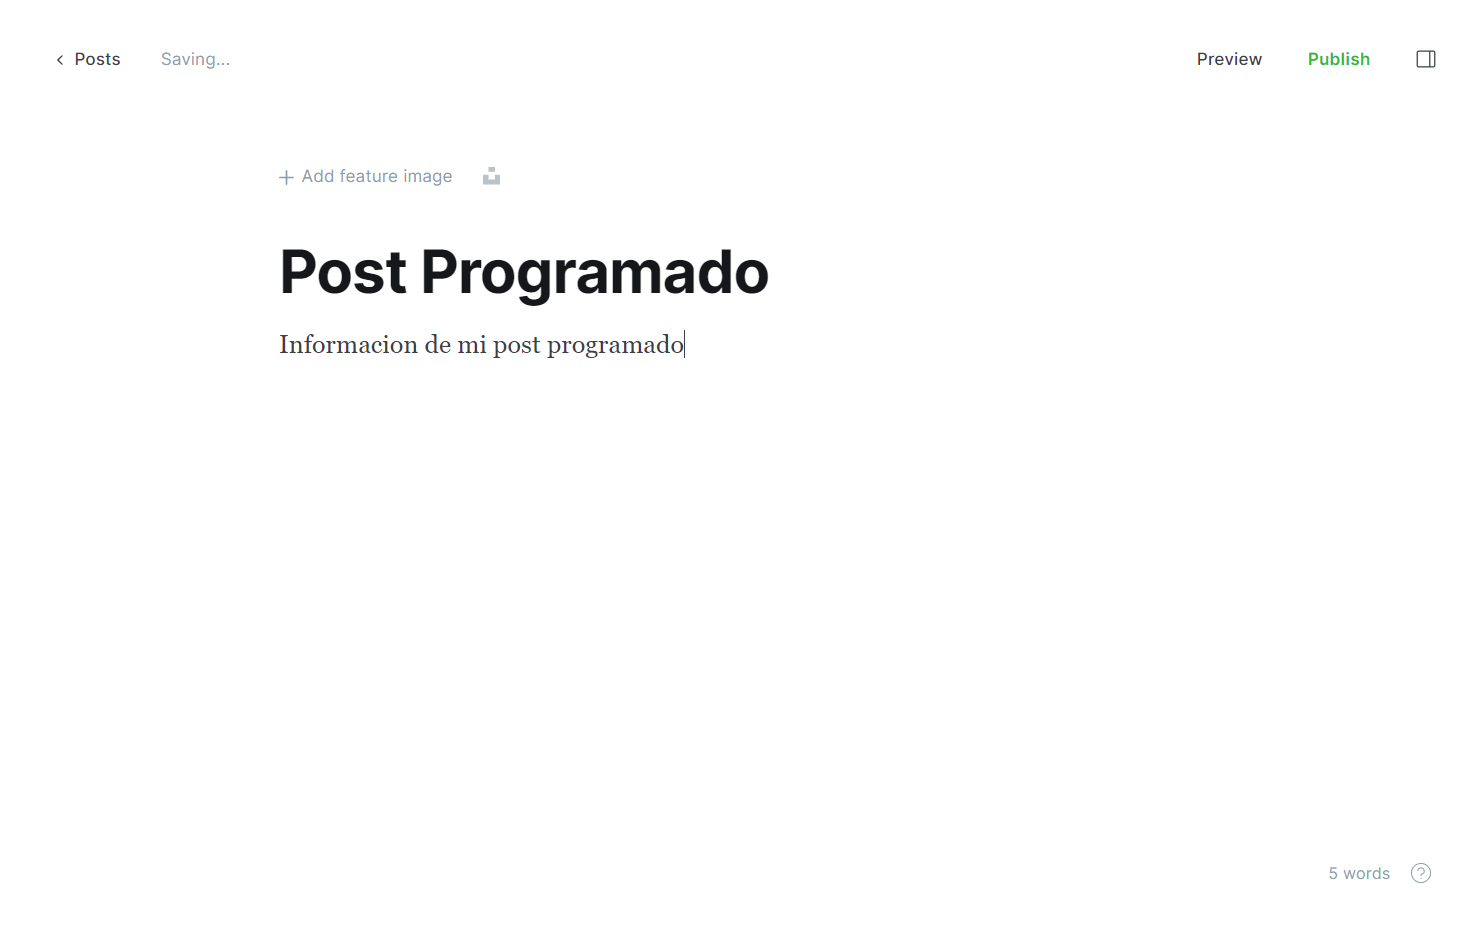 Posts Saving... Preview Publish
Add feature image
Post Programado
Informacion de mi post programado
5 words ?